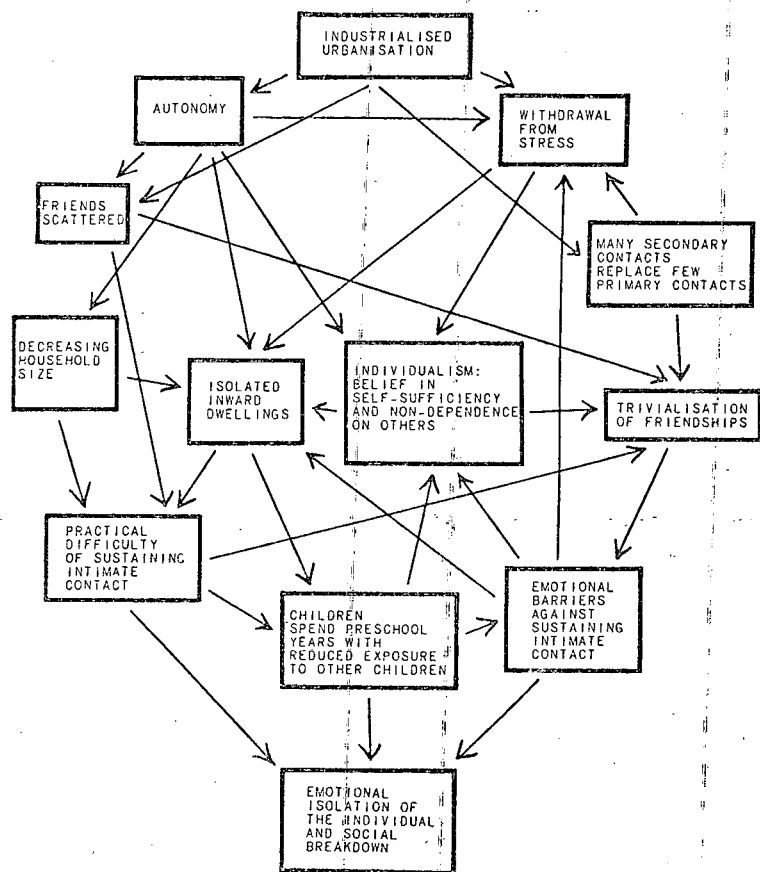 INDUSTRIALISED
URBANISATION
AUTONOMY
WITHDRAWAL
FROM
STRESS
FRIENDS
SCATTERED
MANY SECONDARY
CONTACTS
REPLACE FEW
PRIMARY CONTACTS
DECREASING
HOUSEHOLD
SIZE
ISOLATED
INWARD
DWELLINGS
INDIVIDUALISM:
BELIEF IN
SELF-SUFFICIENCY
AND NON-DEPENDENCE
ON OTHERS
TRIVIALISATION
OF FRIENDSHIPS
PRACTICAL
DIFFICULTY
OF SUSTAINING
INTIMATE
CONTACT
CHILDREN
SPEND PRESCHOOL
YEARS WITH
REDUCED EXPOSURE
TO OTHER CHILDREN
EMOTIONAL
BARRIERS
AGAINST
SUSTAINING
INTIMATE
CONTACT
EMOTIONAL
ISOLATION OF
THE INDIVIDUAL
AND SOCIAL
BREAKDOWN